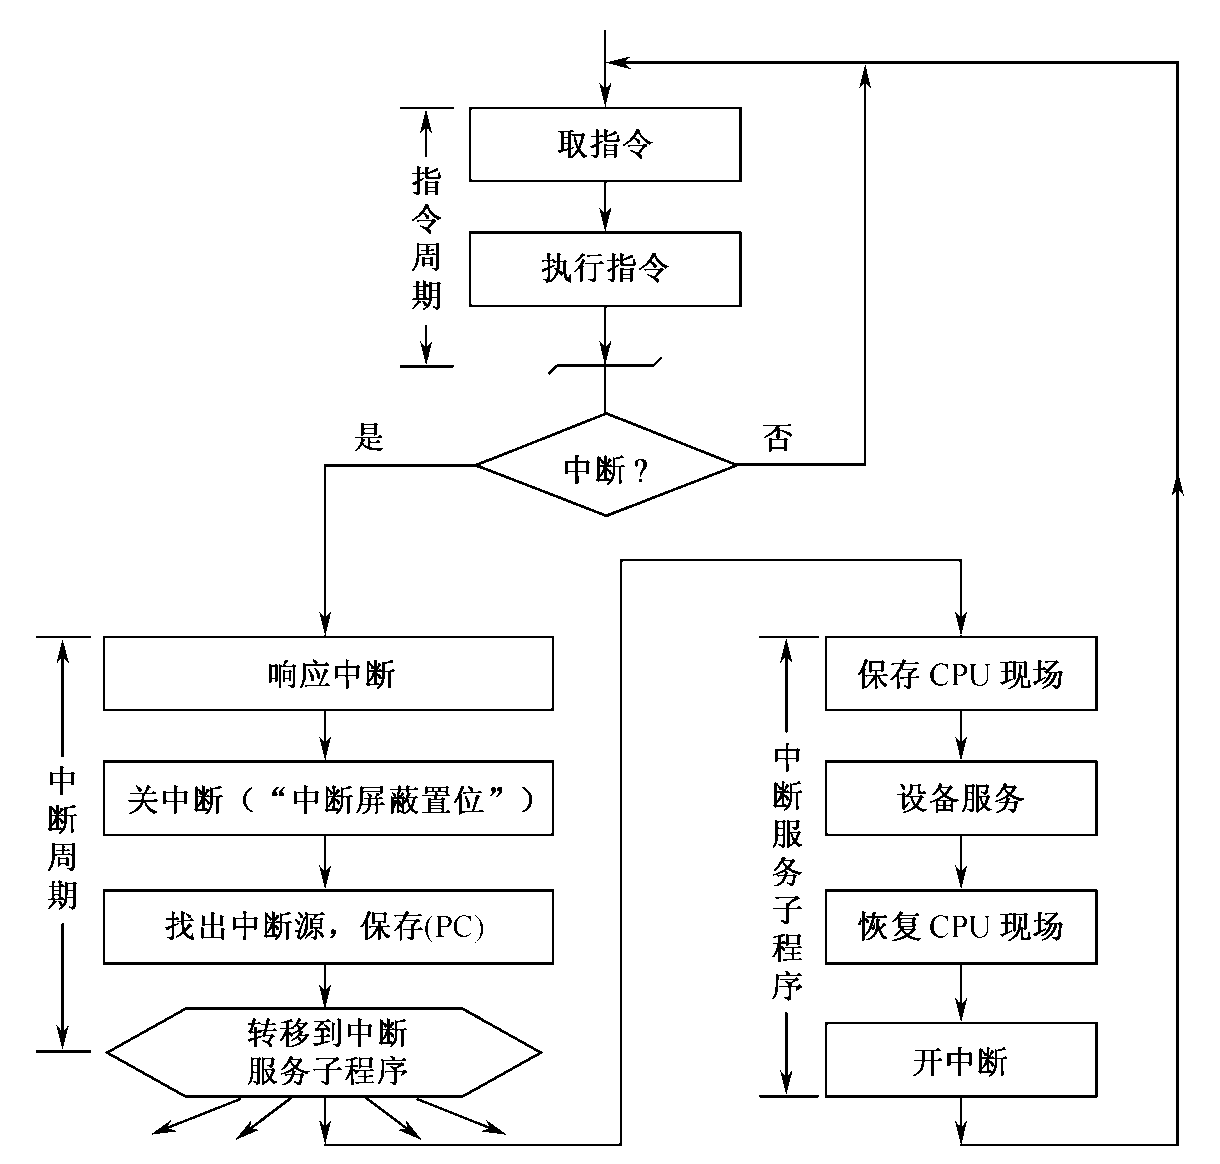 取指令
指令周期
执行指令
是
否
中断？
响应中断
关中断（“中断屏蔽置位”）
中断周期
找出中断源，保存(PC)
转移到中断
服务子程序
保存 CPU 现场
设备服务
中断服务子程序
恢复 CPU 现场
开中断